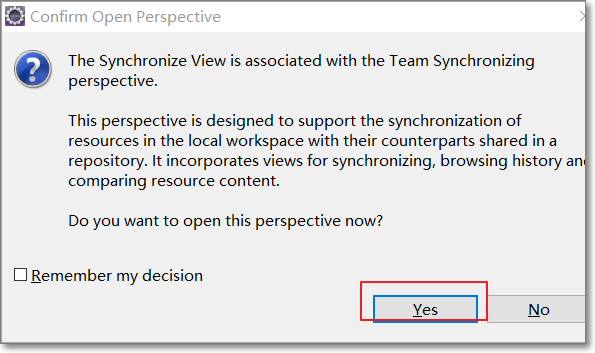 Confirm Open Perspective
The Synchronize View is associated with the Team Synchronizing
perspective.
This perspective is designed to support the synchronization of
resources in the local workspace with their counterparts shared in a
repository. It incorporates views for synchronizing, browsing history and
comparing resource content.
Do you want to open this perspective now?
Remember my decision
Yes No